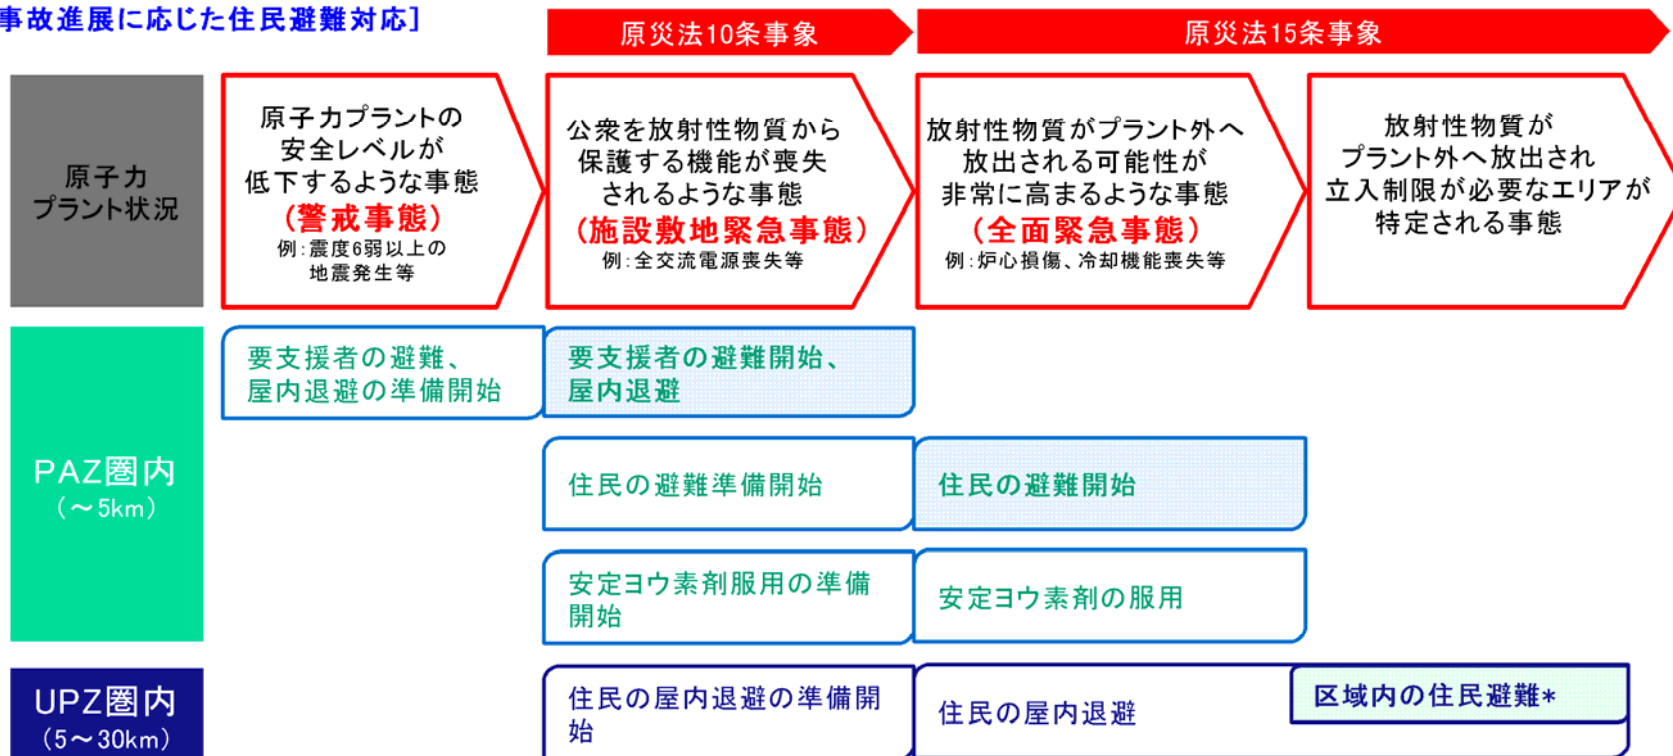 事故進展に応じた住民避難対応]
原災法10条事象
原災法15条事象
原子力
プラント状況
原子力プラントの
安全レベルが
低下するような事態
(警戒事態)
例:震度6弱以上の
地震発生等
公衆を放射性物質から
保護する機能が喪失
されるような事態
(施設敷地緊急事態)
例:全交流電源喪失等
放射性物質がプラント外へ
放出される可能性が
非常に高まるような事態
(全面緊急事態)
例:炉心損傷、冷却機能喪失等
放射性物質が
プラント外へ放出され
立入制限が必要なエリアが
特定される事態
PAZ圏内
(～5km)
要支援者の避難、
屋内退避の準備開始
要支援者の避難開始、
屋内退避
住民の避難準備開始
住民の避難開始
安定ヨウ素剤服用の準備
開始
安定ヨウ素剤の服用
UPZ圏内
(5～30km)
住民の屋内退避の準備開
始
住民の屋内退避
区域内の住民避難*